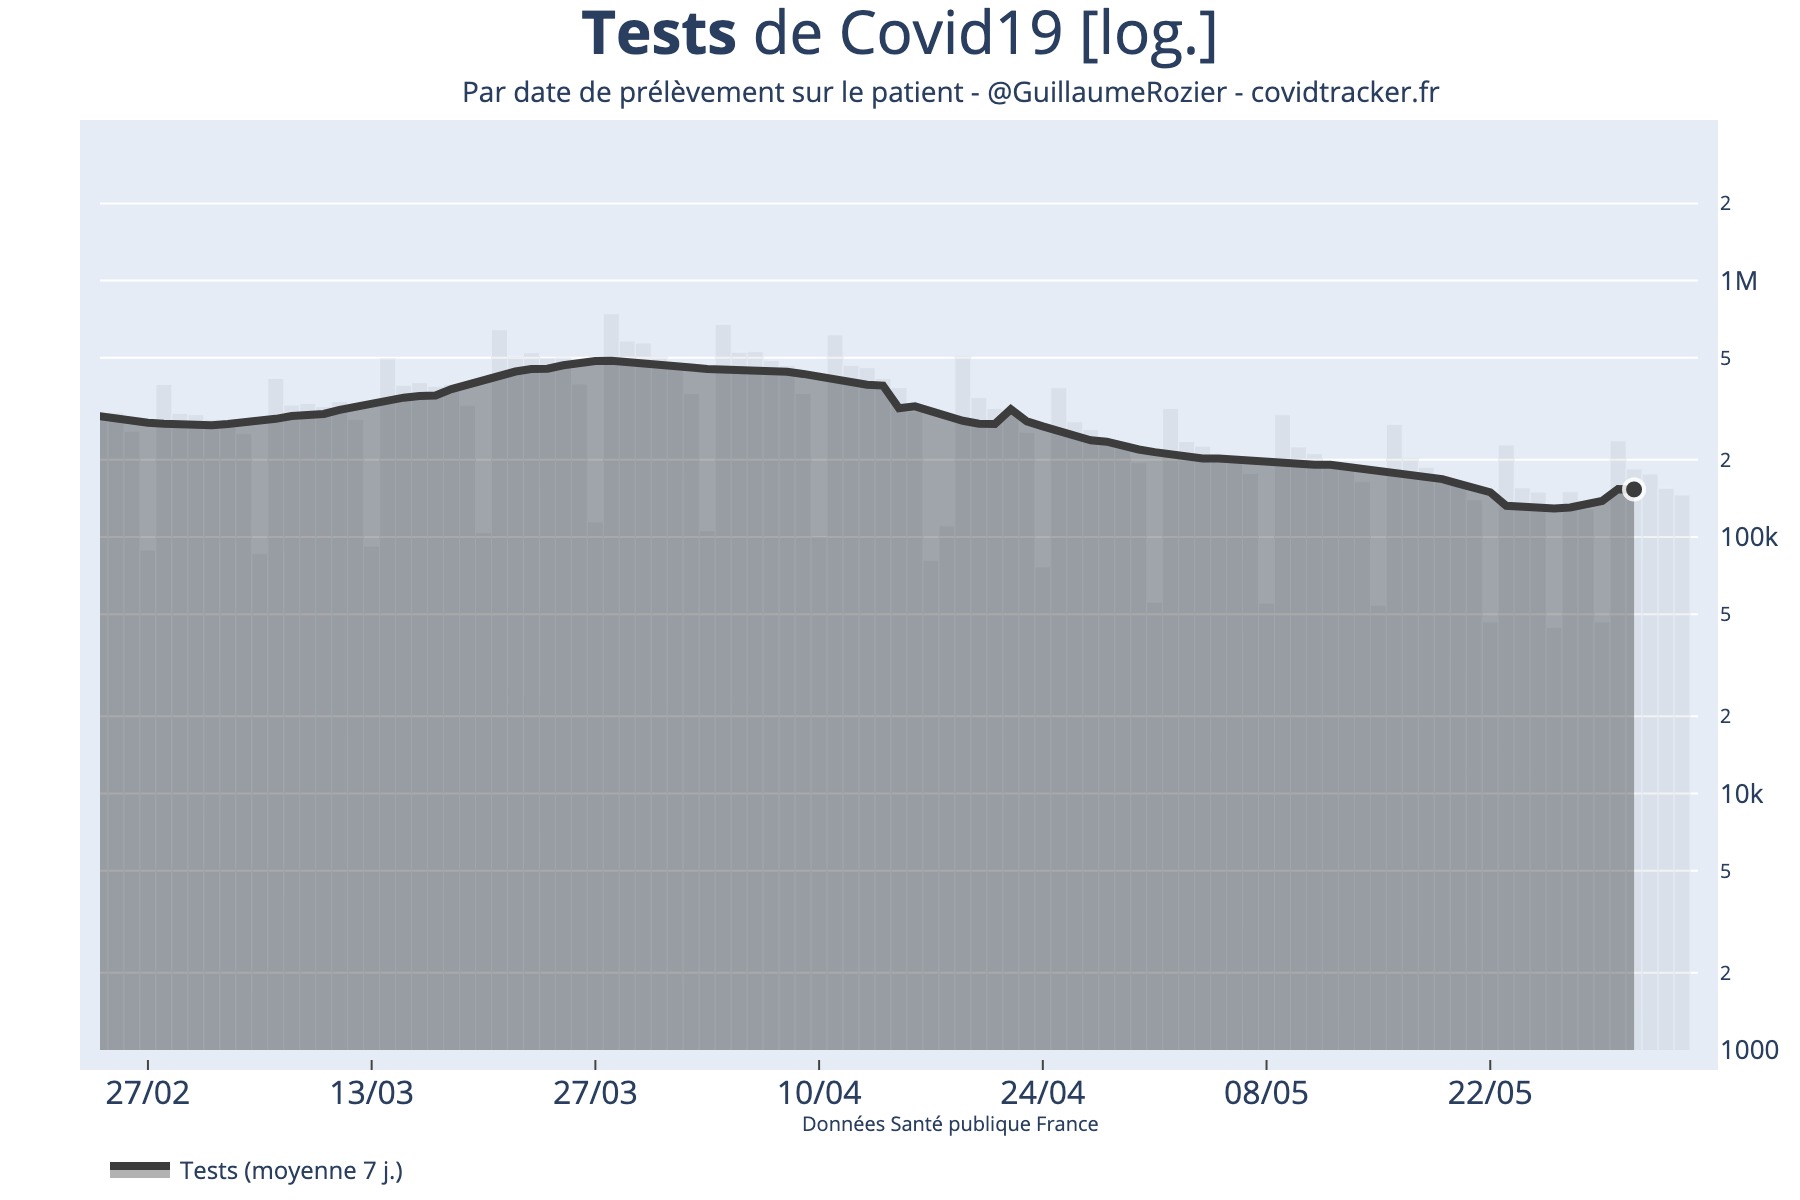 Tests de Covid19 [log.]
Par date de prélèvement sur le patient - @GuillaumeRozier - covidtracker.fr
2
1M
5
2
100k
5
2
10k
5
2
1000
27/02 13/03 27/03 10/04 24/04 08/05 22/05
Données Santé publique France
Tests (moyenne 7 j.)